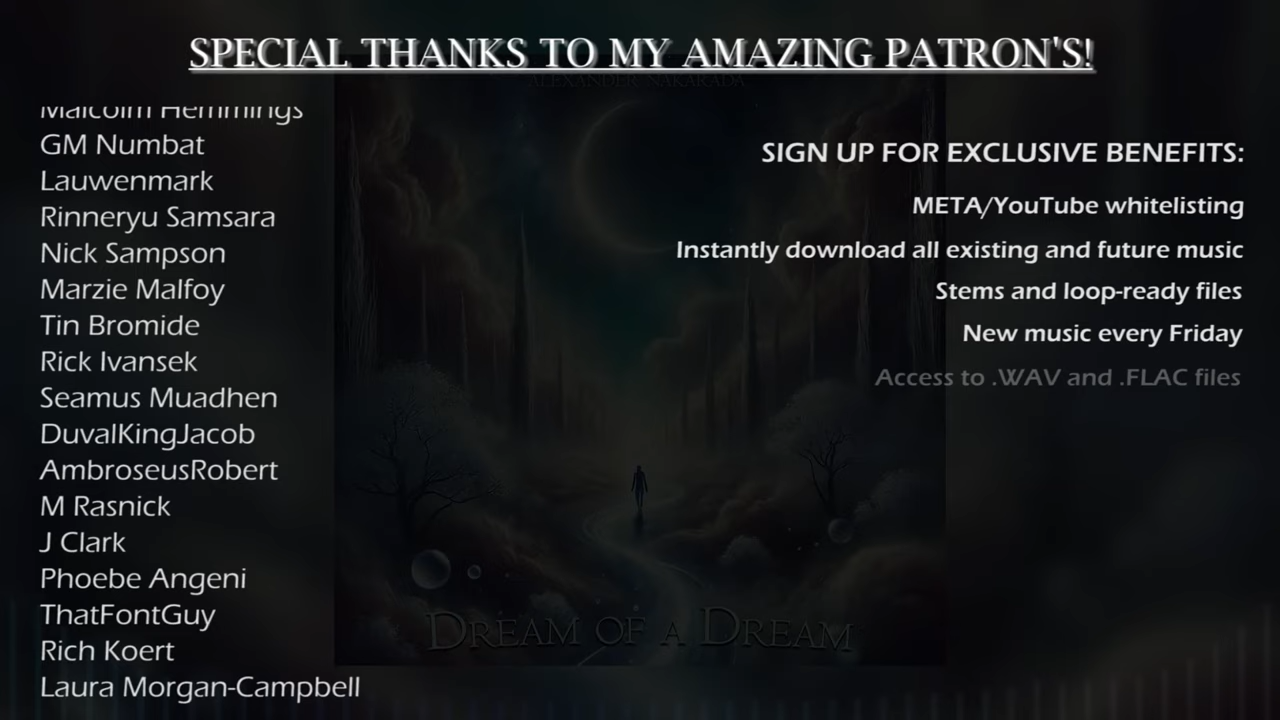 SPECIAL THANKS TO MY AMAZING PATRON'S!
ALEXANDER NAKARADA
Malcolm Hemmings
GM Numbat
Lauwenmark
Rinneryu Samsara
Nick Sampson
Marzie Malfoy
Tin Bromide
Rick Ivansek
Seamus Muadhen
DuvalKingJacob
AmbroseusRobert
M Rasnick
J Clark
Phoebe Angeni
ThatFontGuy
Rich Koert
Laura Morgan-Campbell
SIGN UP FOR EXCLUSIVE BENEFITS:
META/YouTube whitelisting
Instantly download all existing and future music
Stems and loop-ready files
New music every Friday
Access to .WAV and .FLAC files
DREAM OF A DREAM